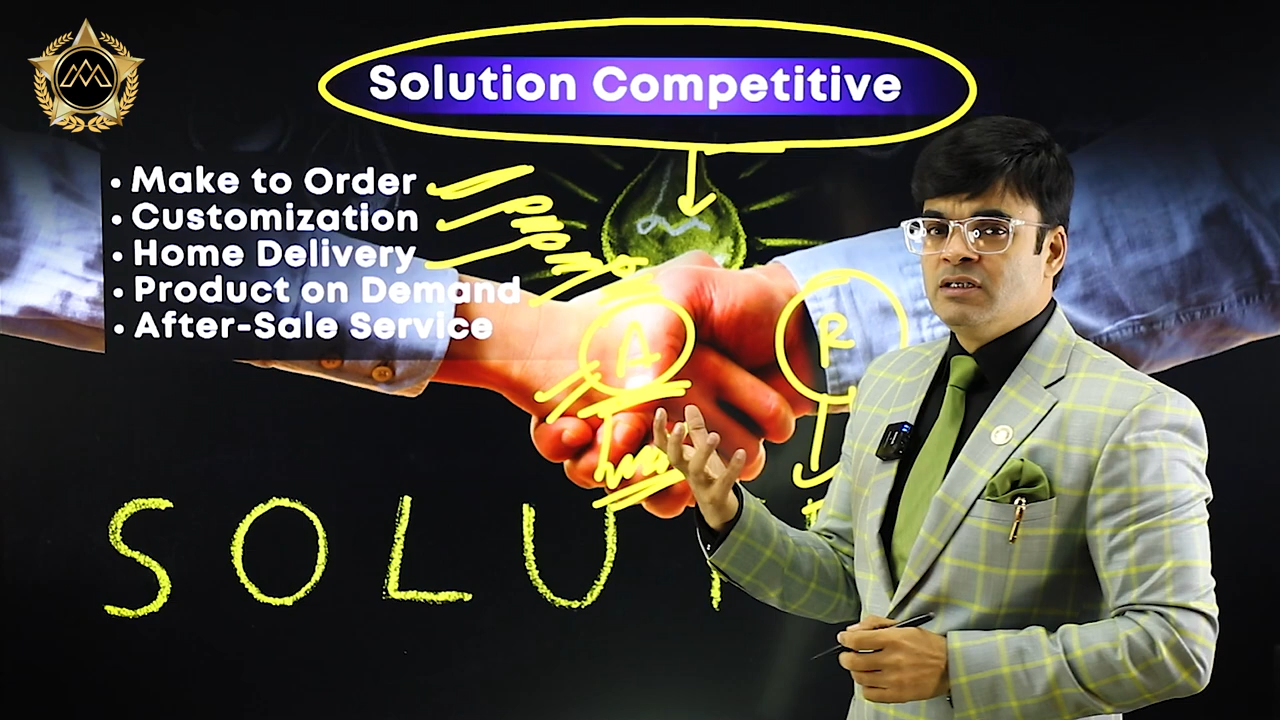 Solution Competitive
• Make to Order
• Customization
• Home Delivery
• Product on Demand
• After-Sale Service
A
R
SOLU